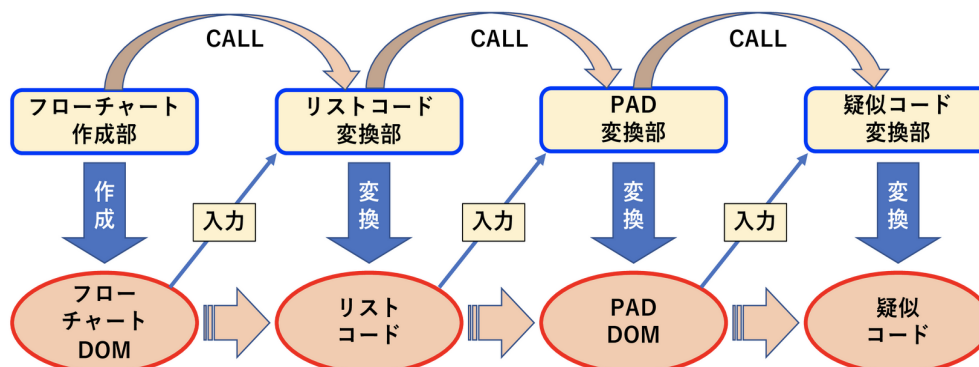 CALL
CALL
CALL
フローチャート
作成部
リストコード
変換部
PAD
変換部
疑似コード
変換部
作成
入力
変換
入力
変換
入力
変換
フロー
チャート
DOM
リスト
コード
PAD
DOM
疑似
コード